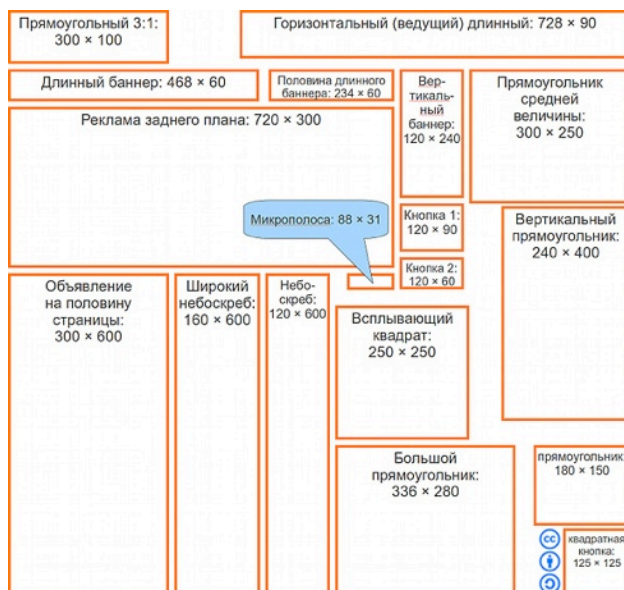 Прямоугольный 3:1:
300 × 100
Горизонтальный (ведущий) длинный: 728 × 90
Длинный баннер: 468 × 60
Половина длинного
баннера: 234 × 60
Вер-
тикаль-
ный
баннер:
120 × 240
Прямоугольник
средней
величины:
300 × 250
Реклама заднего плана: 720 × 300
Микрополоса: 88 × 31
Кнопка 1:
120 × 90
Вертикальный
прямоугольник:
240 × 400
Кнопка 2:
120 × 60
Объявление
на половину
страницы:
300 × 600
Широкий
небоскреб:
160 × 600
Небо-
скреб:
120 × 600
Всплывающий
квадрат:
250 × 250
Большой
прямоугольник:
336 × 280
прямоугольник:
180 × 150
cc
квадратная
кнопка:
125 × 125